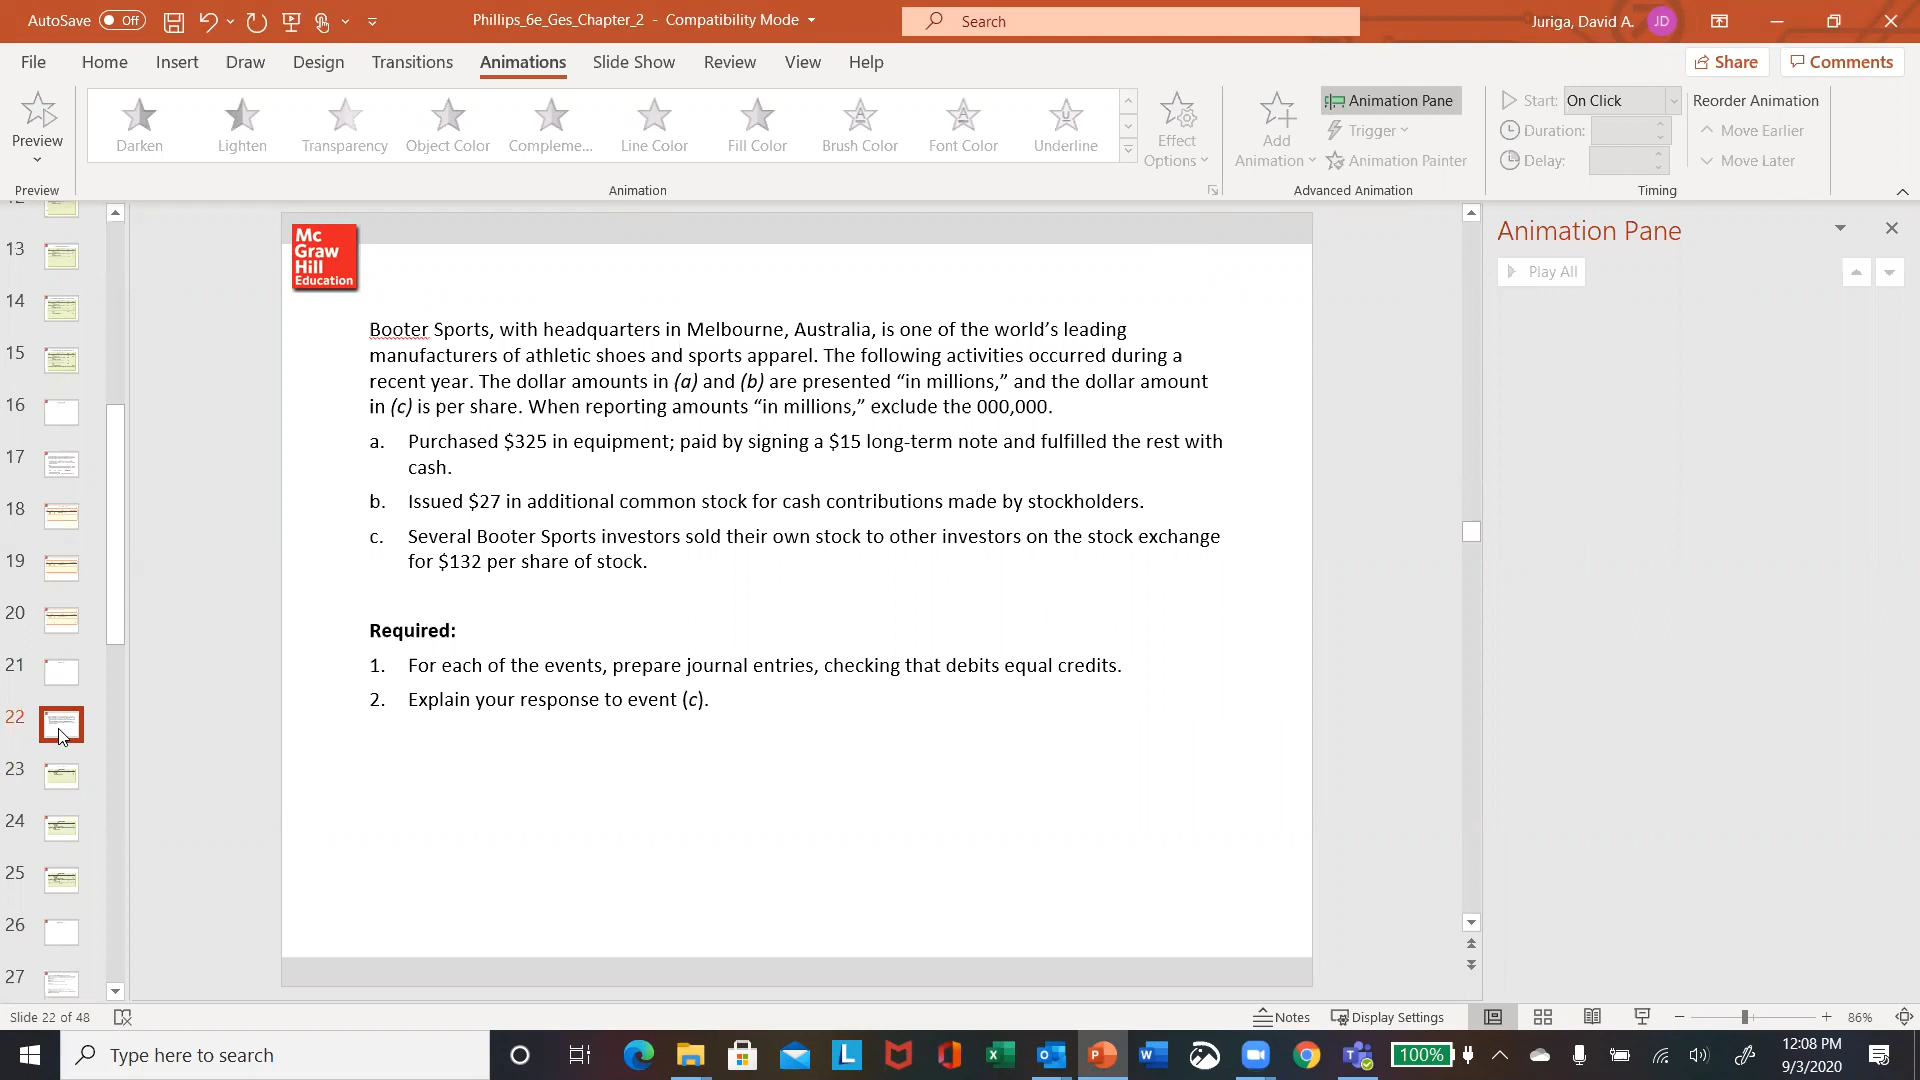 AutoSave Off Phillips_6e_Ges_Chapter_2 - Compatibility Mode Search Juriga, David A. JD
File Home Insert Draw Design Transitions Animations Slide Show Review View Help Share Comments
Preview
Darken Lighten Transparency Object Color Compleme... Line Color Fill Color Brush Color Font Color Underline
Effect Options
Add Animation
Animation Pane
Trigger
Animation Painter
Start: On Click
Duration:
Delay:
Reorder Animation
Move Earlier
Move Later
Preview Animation Advanced Animation Timing
13
14
15
16
17
18
19
20
21
22
23
24
25
26
27
Mc
Graw
Hill
Education
Booter Sports, with headquarters in Melbourne, Australia, is one of the world’s leading
manufacturers of athletic shoes and sports apparel. The following activities occurred during a
recent year. The dollar amounts in (a) and (b) are presented “in millions,” and the dollar amount
in (c) is per share. When reporting amounts “in millions,” exclude the 000,000.
a. Purchased $325 in equipment; paid by signing a $15 long-term note and fulfilled the rest with
cash.
b. Issued $27 in additional common stock for cash contributions made by stockholders.
c. Several Booter Sports investors sold their own stock to other investors on the stock exchange
for $132 per share of stock.
Required:
1. For each of the events, prepare journal entries, checking that debits equal credits.
2. Explain your response to event (c).
Animation Pane
Play All
Slide 22 of 48 Notes Display Settings 86%
Type here to search 100% 12:08 PM
9/3/2020